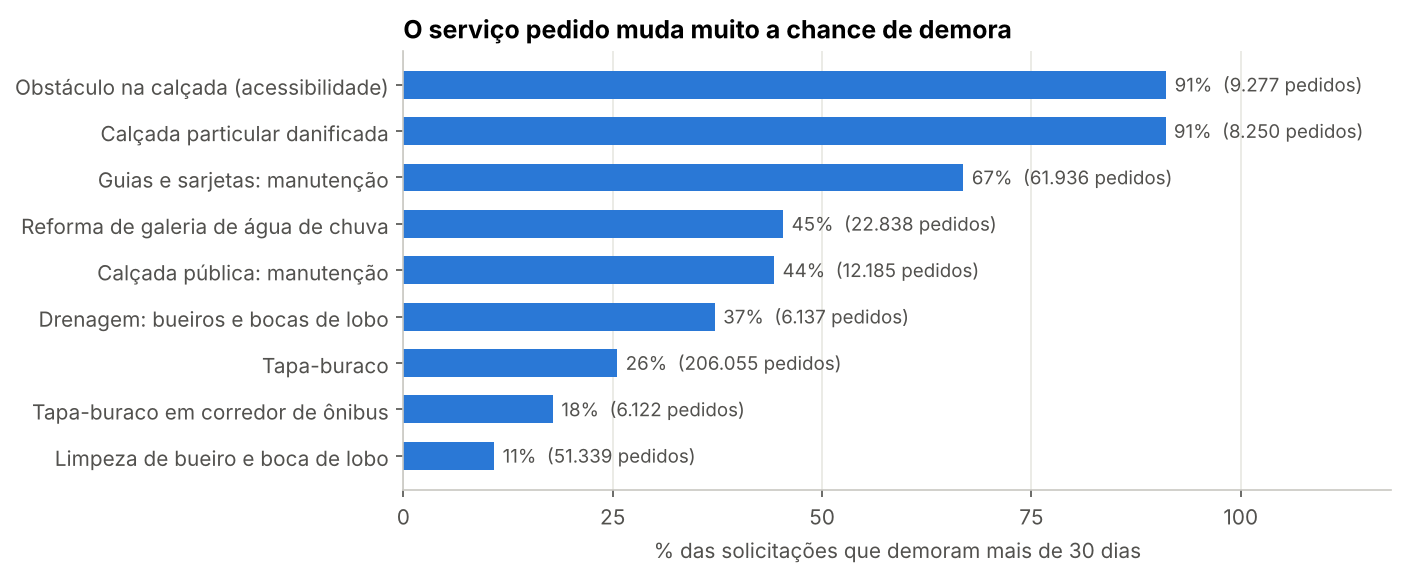 O serviço pedido muda muito a chance de demora
Obstáculo na calçada (acessibilidade) 91% (9.277 pedidos)
Calçada particular danificada 91% (8.250 pedidos)
Guias e sarjetas: manutenção 67% (61.936 pedidos)
Reforma de galeria de água de chuva 45% (22.838 pedidos)
Calçada pública: manutenção 44% (12.185 pedidos)
Drenagem: bueiros e bocas de lobo 37% (6.137 pedidos)
Tapa-buraco 26% (206.055 pedidos)
Tapa-buraco em corredor de ônibus 18% (6.122 pedidos)
Limpeza de bueiro e boca de lobo 11% (51.339 pedidos)
0 25 50 75 100
% das solicitações que demoram mais de 30 dias